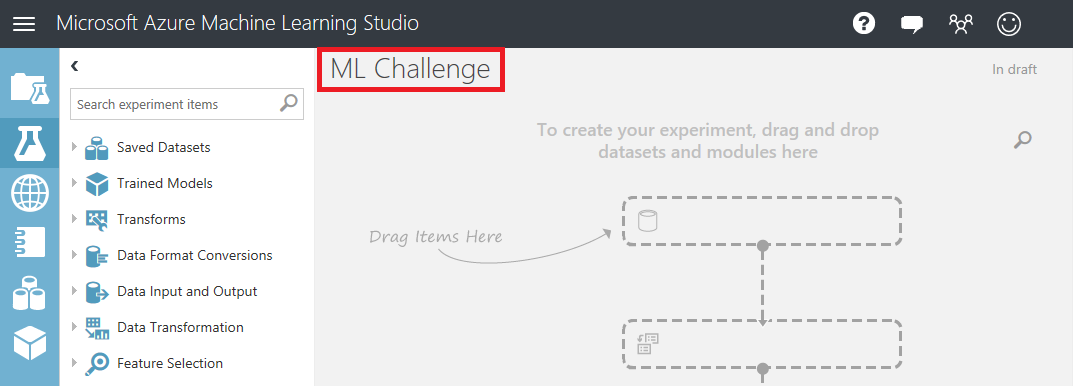 Microsoft Azure Machine Learning Studio
ML Challenge
In draft
Search experiment items
Saved Datasets
Trained Models
Transforms
Data Format Conversions
Data Input and Output
Data Transformation
Feature Selection
To create your experiment, drag and drop
datasets and modules here
Drag Items Here